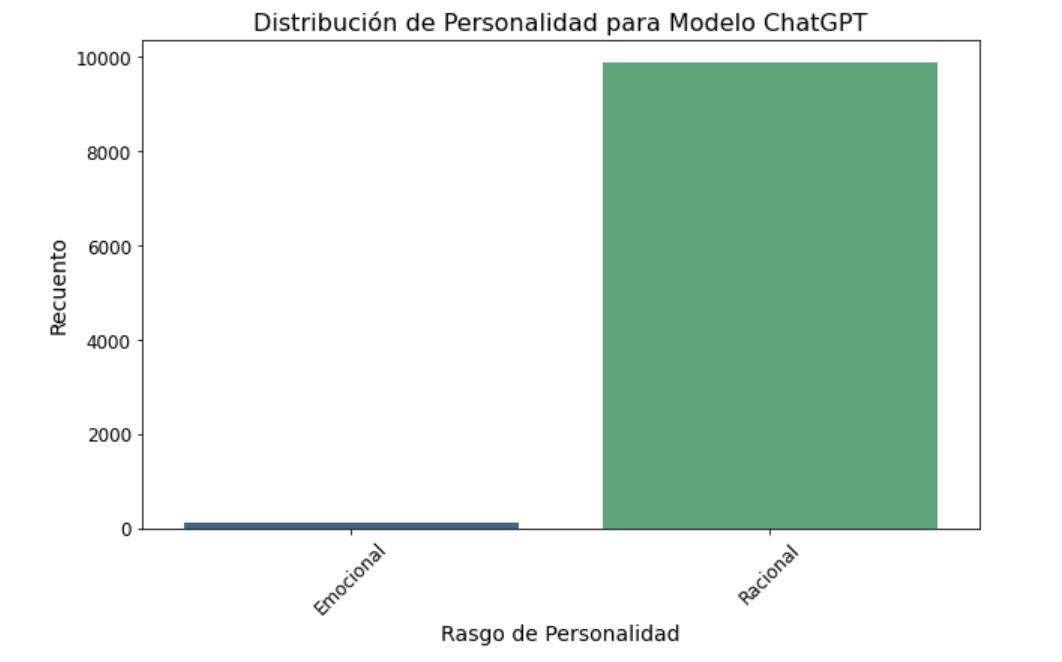 Distribución de Personalidad para Modelo ChatGPT
10000
8000
6000
4000
2000
0
Recuento
Emocional
Racional
Rasgo de Personalidad